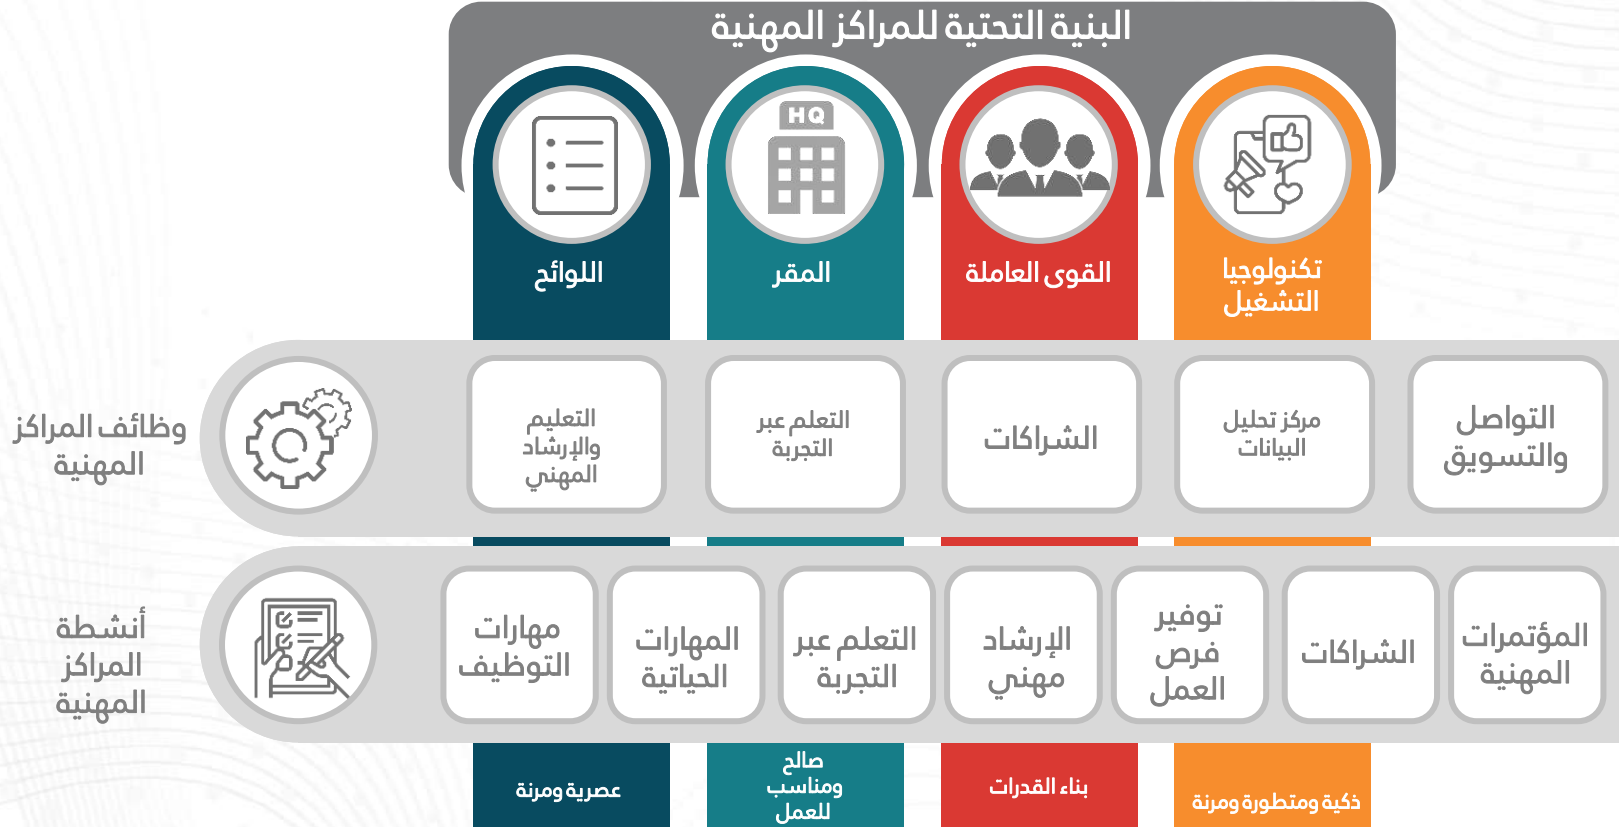 البنية التحتية للمراكز المهنية
HQ
تكنولوجيا
التشغيل
القوى العاملة
المقر
اللوائح
وظائف المراكز
المهنية
التواصل
والتسويق
مركز تحليل
البيانات
الشراكات
التعلم عبر
التجربة
التعليم
والإرشاد
المهني
أنشطة
المراكز
المهنية
المؤتمرات
المهنية
الشراكات
توفير
فرص
العمل
الإرشاد
مهني
التعلم عبر
التجربة
المهارات
الحياتية
مهارات
التوظيف
ذكية ومتطورة ومرنة
بناء القدرات
صالح
ومناسب
للعمل
عصرية ومرنة